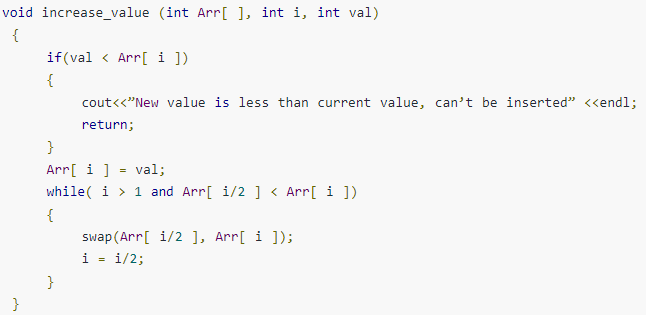 void increase_value (int Arr[ ], int i, int val)
{
if(val < Arr[ i ])
{
cout<<”New value is less than current value, can’t be inserted” <<endl;
return;
}
Arr[ i ] = val;
while( i > 1 and Arr[ i/2 ] < Arr[ i ])
{
swap(Arr[ i/2 ], Arr[ i ]);
i = i/2;
}
}